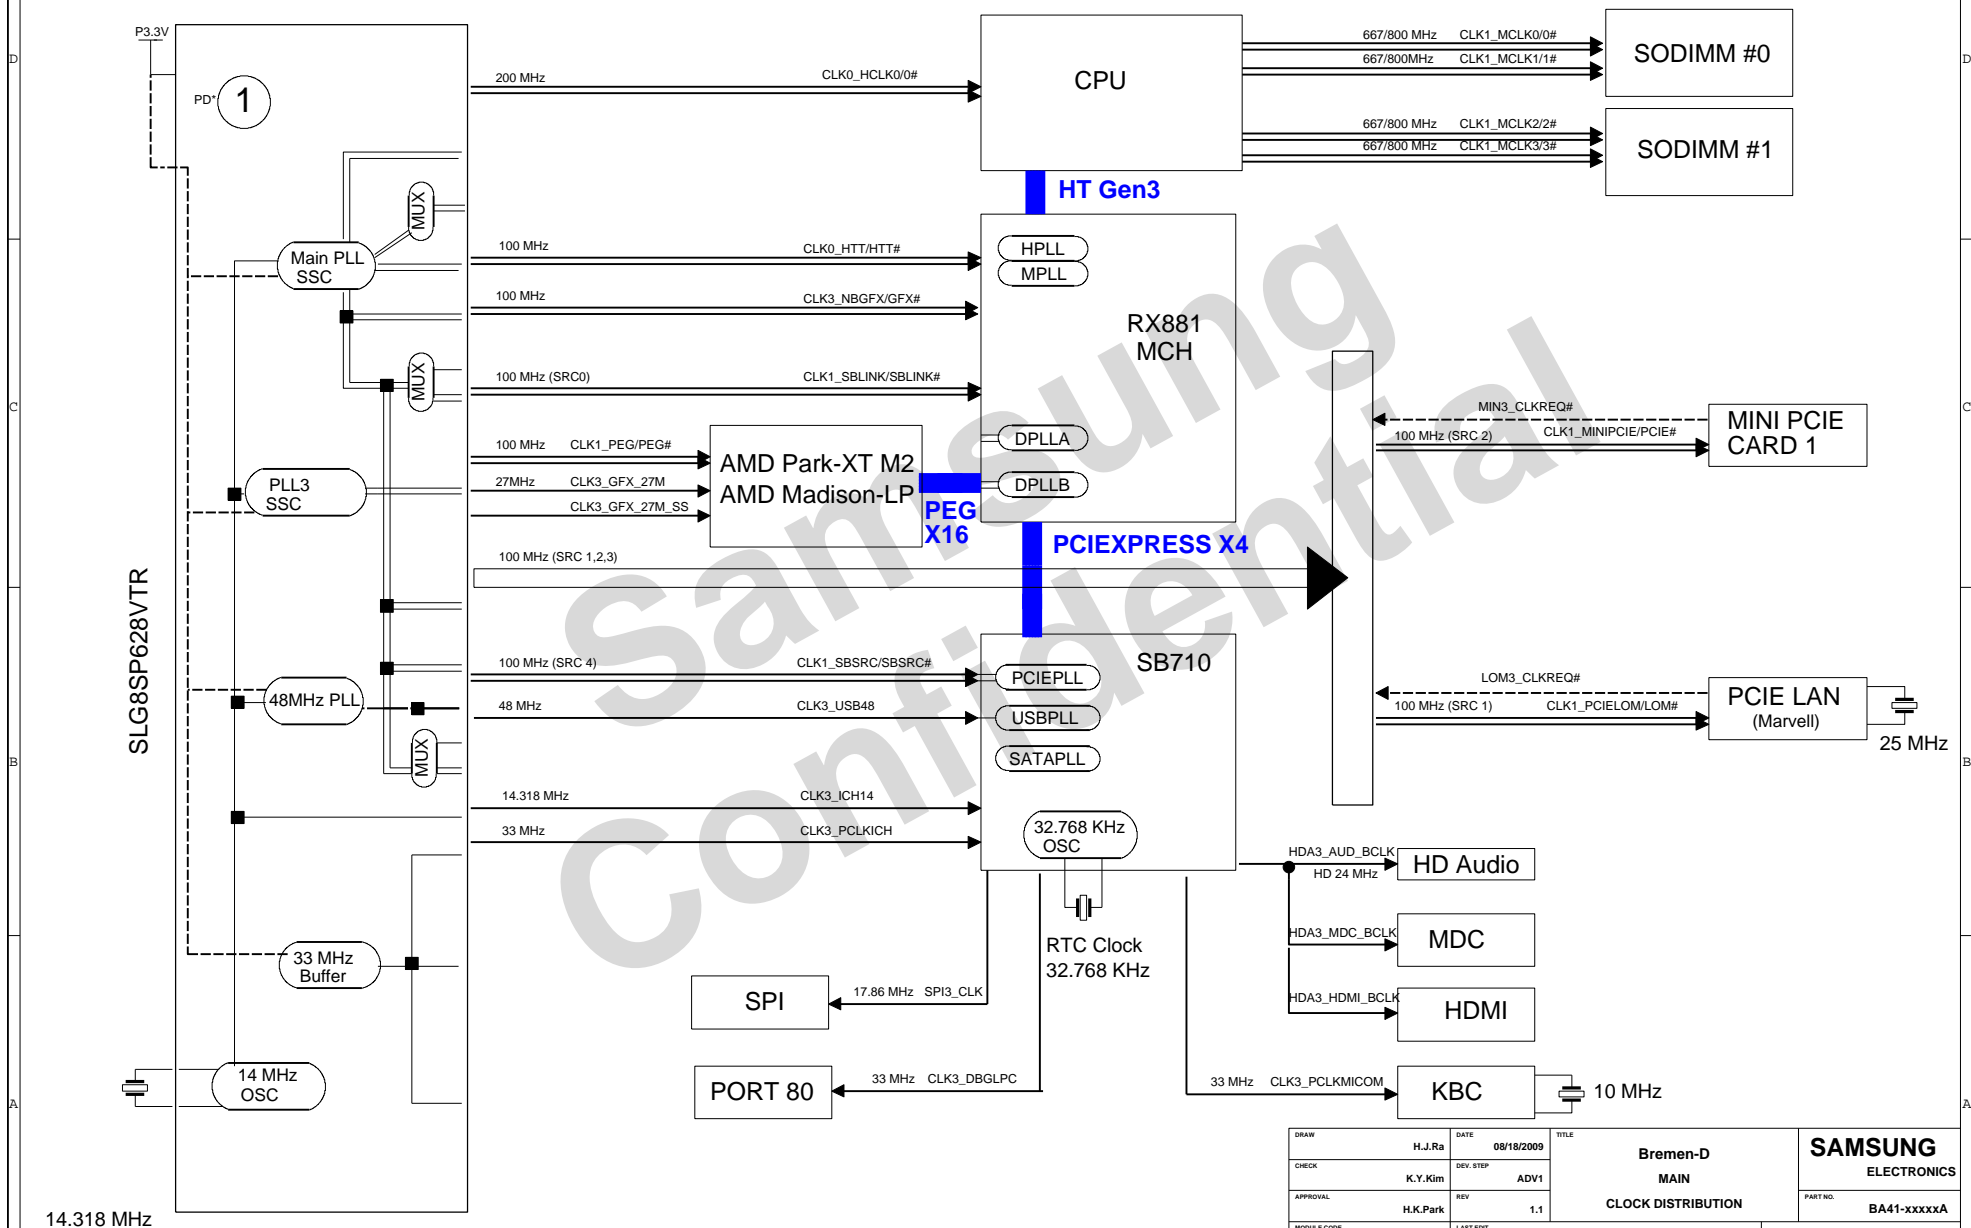 P3.3V
PD*
1
200 MHz
CLK0_HCLK0/0#
CPU
667/800 MHz CLK1_MCLK0/0#
667/800MHz CLK1_MCLK1/1#
SODIMM #0
667/800 MHz CLK1_MCLK2/2#
667/800 MHz CLK1_MCLK3/3#
SODIMM #1
HT Gen3
MUX
Main PLL
SSC
100 MHz
CLK0_HTT/HTT#
HPLL
MPLL
100 MHz
CLK3_NBGFX/GFX#
RX881
MCH
MUX
100 MHz (SRC0)
CLK1_SBLINK/SBLINK#
MIN3_CLKREQ#
100 MHz (SRC 2) CLK1_MINIPCIE/PCIE#
MINI PCIE
CARD 1
100 MHz CLK1_PEG/PEG#
27MHz CLK3_GFX_27M
CLK3_GFX_27M_SS
AMD Park-XT M2
AMD Madison-LP
DPLLA
DPLLB
PEG
X16
PLL3
SSC
PCIEXPRESS X4
100 MHz (SRC 1,2,3)
SLG8SP628VTR
Samsung
Confidential
SB710
100 MHz (SRC 4)
CLK1_SBSRC/SBSRC#
PCIEPLL
LOM3_CLKREQ#
100 MHz (SRC 1) CLK1_PCIELOM/LOM#
PCIE LAN
(Marvell)
25 MHz
48MHz PLL
48 MHz
CLK3_USB48
USBPLL
MUX
SATAPLL
14.318 MHz
CLK3_ICH14
33 MHz
CLK3_PCLKICH
32.768 KHz
OSC
HDA3_AUD_BCLK
HD 24 MHz
HD Audio
HDA3_MDC_BCLK
MDC
RTC Clock
32.768 KHz
33 MHz
Buffer
SPI
17.86 MHz SPI3_CLK
HDA3_HDMI_BCLK
HDMI
14 MHz
OSC
PORT 80
33 MHz CLK3_DBGLPC
33 MHz CLK3_PCLKMICOM
KBC
10 MHz
14.318 MHz
D
C
B
A
D
C
B
A
DRAW
H.J.Ra
DATE
08/18/2009
TITLE
Bremen-D
MAIN
CLOCK DISTRIBUTION
SAMSUNG
ELECTRONICS
CHECK
K.Y.Kim
DEV. STEP
ADV1
APPROVAL
H.K.Park
REV
1.1
PART NO.
BA41-xxxxxA
MODULE CODE
LAST EDIT